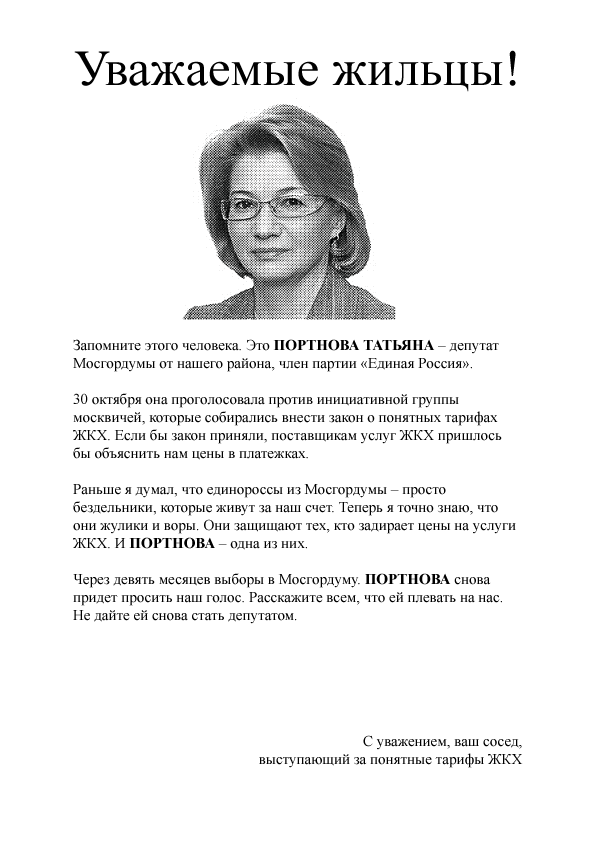 Уважаемые жильцы!
Запомните этого человека. Это ПОРТНОВА ТАТЬЯНА – депутат
Мосгордумы от нашего района, член партии «Единая Россия».
30 октября она проголосовала против инициативной группы
москвичей, которые собирались внести закон о понятных тарифах
ЖКХ. Если бы закон приняли, поставщикам услуг ЖКХ пришлось
бы объяснить нам цены в платежках.
Раньше я думал, что единороссы из Мосгордумы – просто
бездельники, которые живут за наш счет. Теперь я точно знаю, что
они жулики и воры. Они защищают тех, кто задирает цены на услуги
ЖКХ. И ПОРТНОВА – одна из них.
Через девять месяцев выборы в Мосгордуму. ПОРТНОВА снова
придет просить наш голос. Расскажите всем, что ей плевать на нас.
Не дайте ей снова стать депутатом.
С уважением, ваш сосед,
выступающий за понятные тарифы ЖКХ